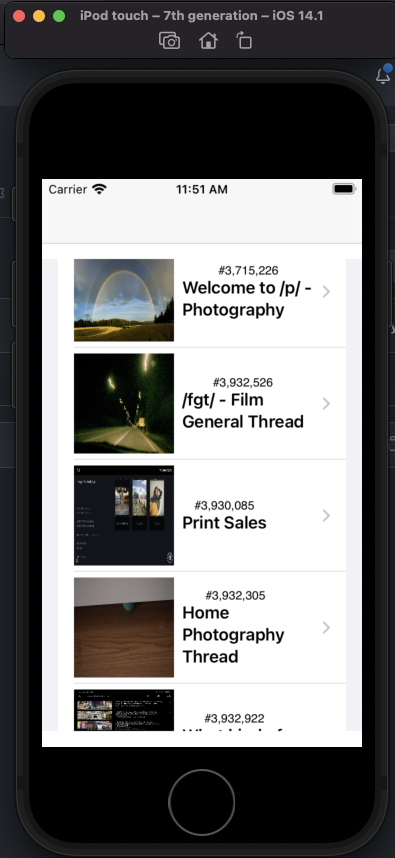 iPod touch – 7th generation – iOS 14.1
Carrier 11:51 AM
#3,715,226
Welcome to /p/ -
Photography
#3,932,526
/fgt/ - Film
General Thread
#3,930,085
Print Sales
#3,932,305
Home
Photography
Thread
#3,932,922